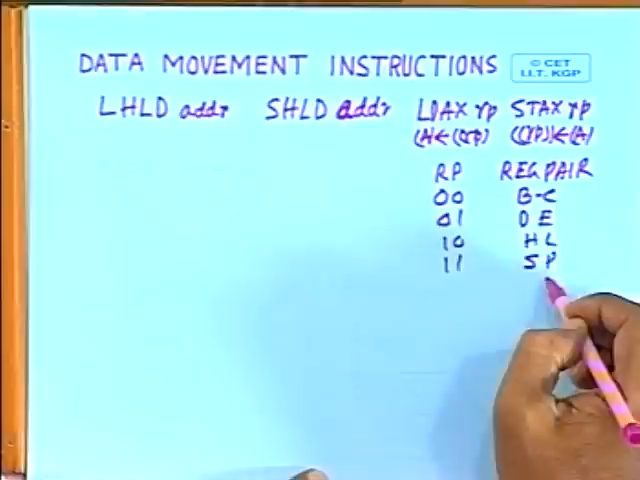 DATA MOVEMENT INSTRUCTIONS
© CET
I.I.T. KGP
LHLD addr SHLD addr LDAX rp STAX rp
(A)←((rp)) ((rp))←(A)
RP REG PAIR
00 B-C
01 D E
10 H L
11 S P